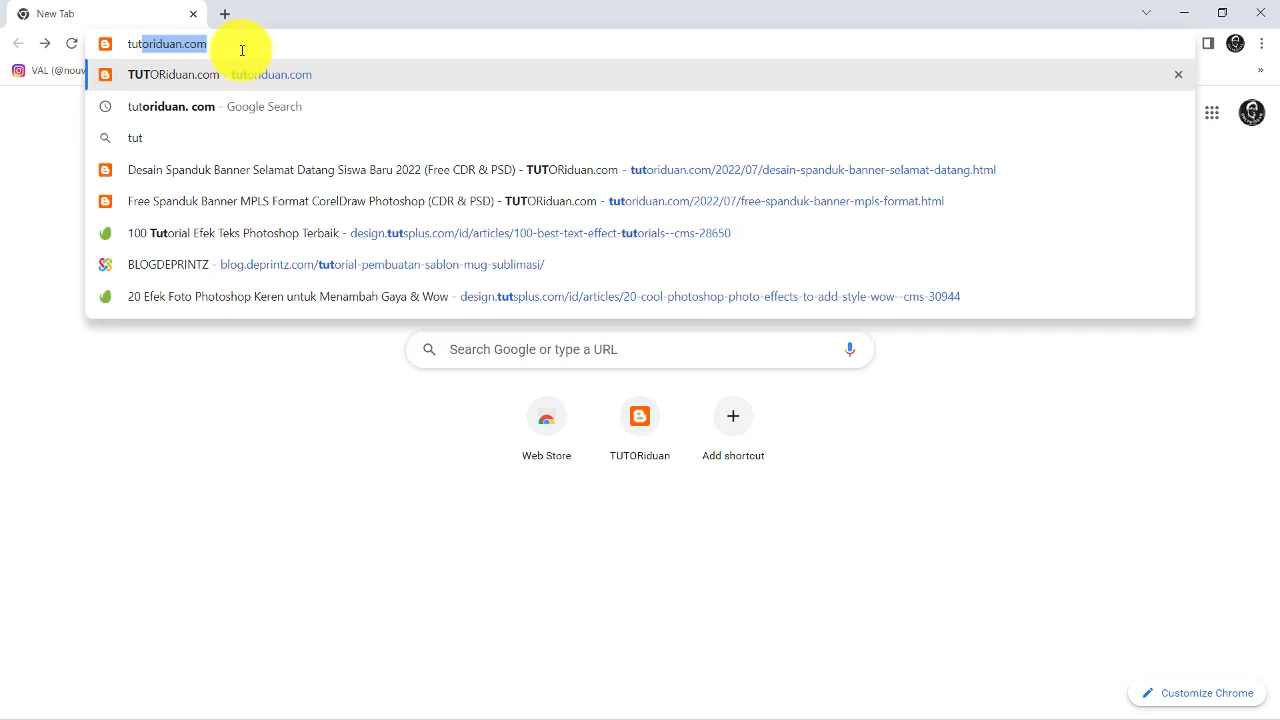 New Tab
tutoriduan.com
VAL (@nouv
TUTORiduan.com - tutoriduan.com
tutoriduan. com - Google Search
tut
Desain Spanduk Banner Selamat Datang Siswa Baru 2022 (Free CDR & PSD) - TUTORiduan.com - tutoriduan.com/2022/07/desain-spanduk-banner-selamat-datang.html
Free Spanduk Banner MPLS Format CorelDraw Photoshop (CDR & PSD) - TUTORiduan.com - tutoriduan.com/2022/07/free-spanduk-banner-mpls-format.html
100 Tutorial Efek Teks Photoshop Terbaik - design.tutsplus.com/id/articles/100-best-text-effect-tutorials--cms-28650
BLOGDEPRINTZ - blog.deprintz.com/tutorial-pembuatan-sablon-mug-sublimasi/
20 Efek Foto Photoshop Keren untuk Menambah Gaya & Wow - design.tutsplus.com/id/articles/20-cool-photoshop-photo-effects-to-add-style-wow--cms-30944
Search Google or type a URL
Web Store
TUTORiduan
Add shortcut
Customize Chrome